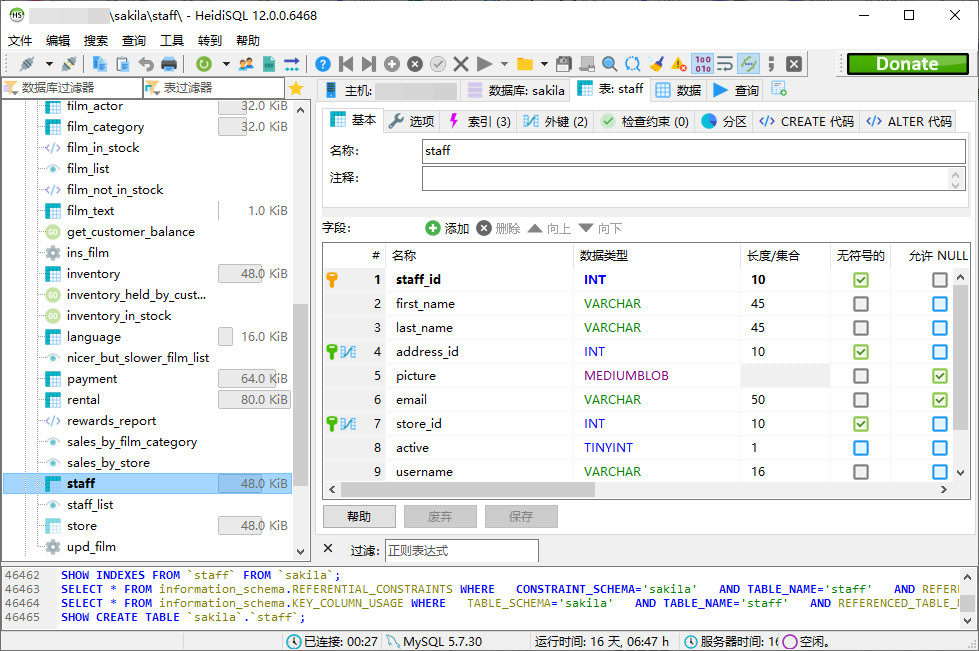 HS \sakila\staff\ - HeidiSQL 12.0.0.6468
文件 编辑 搜索 查询 工具 转到 帮助
Donate
数据库过滤器 表过滤器
主机: 数据库: sakila 表: staff 数据 查询
film_actor 32.0 KiB
film_category 32.0 KiB
film_in_stock
film_list
film_not_in_stock
film_text 1.0 KiB
get_customer_balance
ins_film
inventory 48.0 KiB
inventory_held_by_cust...
inventory_in_stock
language 16.0 KiB
nicer_but_slower_film_list
payment 64.0 KiB
rental 80.0 KiB
rewards_report
sales_by_film_category
sales_by_store
staff 48.0 KiB
staff_list
store 48.0 KiB
upd_film
基本 选项 索引 (3) 外键 (2) 检查约束 (0) 分区 CREATE 代码 ALTER 代码
名称: staff
注释:
字段: 添加 删除 向上 向下
# 名称 数据类型 长度/集合 无符号的 允许 NULL
1 staff_id INT 10
2 first_name VARCHAR 45
3 last_name VARCHAR 45
4 address_id INT 10
5 picture MEDIUMBLOB
6 email VARCHAR 50
7 store_id INT 10
8 active TINYINT 1
9 username VARCHAR 16
帮助 废弃 保存
过滤: 正则表达式
46462 SHOW INDEXES FROM `staff` FROM `sakila`;
46463 SELECT * FROM information_schema.REFERENTIAL_CONSTRAINTS WHERE CONSTRAINT_SCHEMA='sakila' AND TABLE_NAME='staff' AND REFERE
46464 SELECT * FROM information_schema.KEY_COLUMN_USAGE WHERE TABLE_SCHEMA='sakila' AND TABLE_NAME='staff' AND REFERENCED_TABLE_
46465 SHOW CREATE TABLE `sakila`.`staff`;
已连接: 00:27 MySQL 5.7.30 运行时间: 16 天, 06:47 h 服务器时间: 16 空闲。